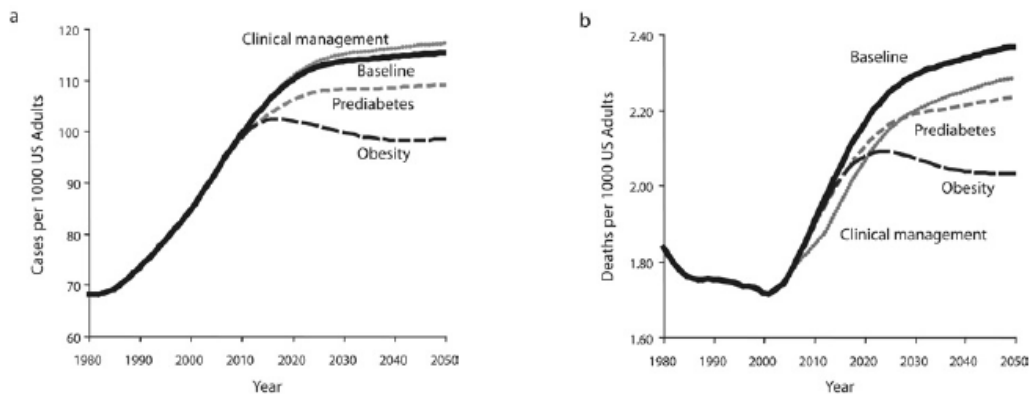 a
120
110
100
90
80
70
60
Cases per 1000 US Adults
Clinical management
Baseline
Prediabetes
Obesity
1980 1990 2000 2010 2020 2030 2040 2050
Year
b
2.40
2.20
2.00
1.80
1.60
Deaths per 1000 US Adults
Baseline
Prediabetes
Obesity
Clinical management
1980 1990 2000 2010 2020 2030 2040 2050
Year